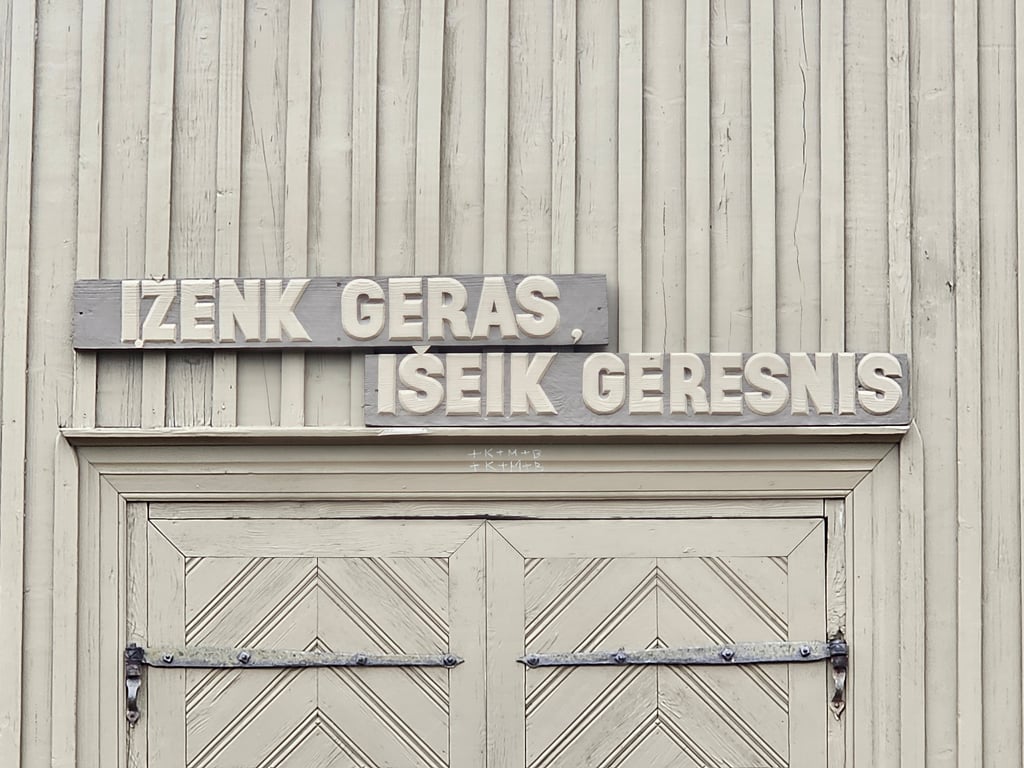 IŽENK GERAS,
IŠEIK GERESNIS
+K+M+B
+K+M+B